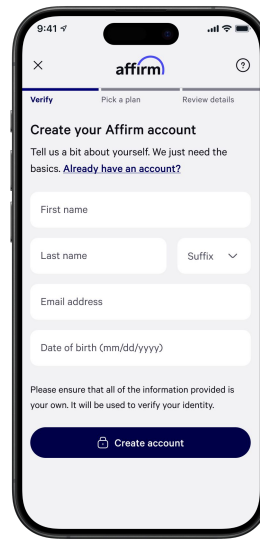 9:41
affirm
?
Verify Pick a plan Review details
Create your Affirm account
Tell us a bit about yourself. We just need the
basics. Already have an account?
First name
Last name Suffix
Email address
Date of birth (mm/dd/yyyy)
Please ensure that all of the information provided is
your own. It will be used to verify your identity.
Create account